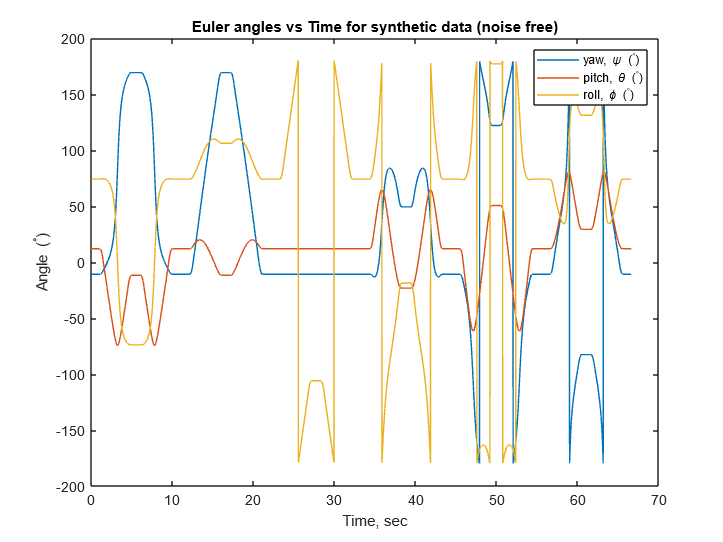 Euler angles vs Time for synthetic data (noise free)
yaw, ψ (°)
pitch, θ (°)
roll, ϕ (°)
200
150
100
50
0
-50
-100
-150
-200
Angle (°)
0 10 20 30 40 50 60 70
Time, sec